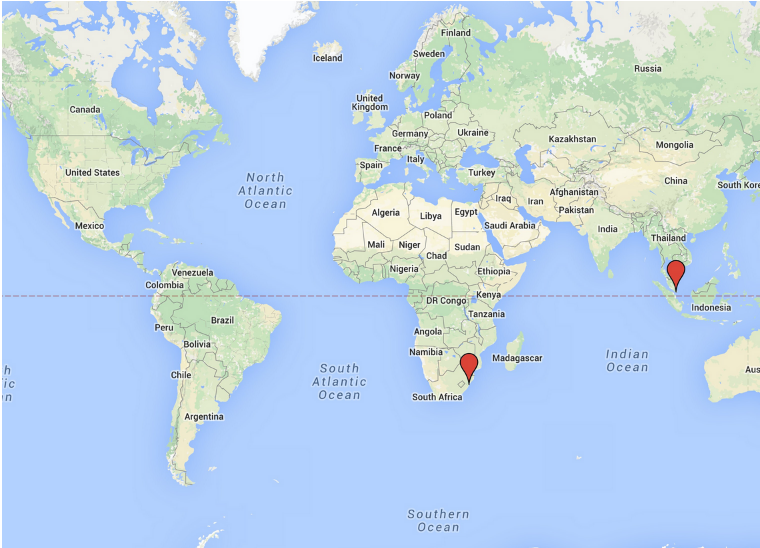 Finland
Sweden
Iceland
Norway
Russia
United
Kingdom
Canada
Poland
Germany
Ukraine
Kazakhstan
France
Mongolia
Italy
Spain
United States
Turkey
China
North
Atlantic
Ocean
South Kore
Afghanistan
Iraq
Iran
Pakistan
Algeria
Libya
Egypt
Mexico
Saudi Arabia
India
Thailand
Mali
Niger
Sudan
Chad
Nigeria
Ethiopia
Venezuela
Colombia
Kenya
DR Congo
Indonesia
Tanzania
Brazil
Peru
Angola
Bolivia
Namibia
Madagascar
Indian
Ocean
South
Atlantic
Ocean
h
ic
n
Chile
Aus
South Africa
Argentina
Southern
Ocean